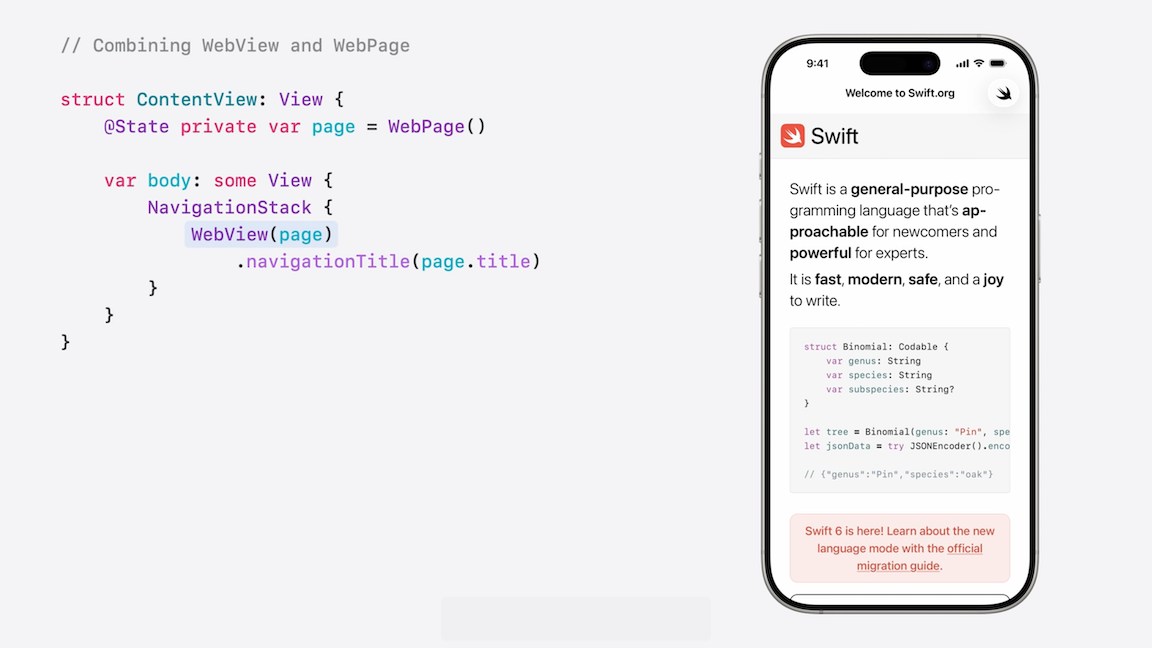 // Combining WebView and WebPage
struct ContentView: View {
@State private var page = WebPage()
var body: some View {
NavigationStack {
WebView(page)
.navigationTitle(page.title)
}
}
}
9:41
Welcome to Swift.org
Swift
Swift is a general-purpose pro-
gramming language that's ap-
proachable for newcomers and
powerful for experts.
It is fast, modern, safe, and a joy
to write.
struct Binomial: Codable {
var genus: String
var species: String
var subspecies: String?
}
let tree = Binomial(genus: "Pin", spe
let jsonData = try JSONEncoder().enco
// {"genus":"Pin","species":"oak"}
Swift 6 is here! Learn about the new
language mode with the official
migration guide.